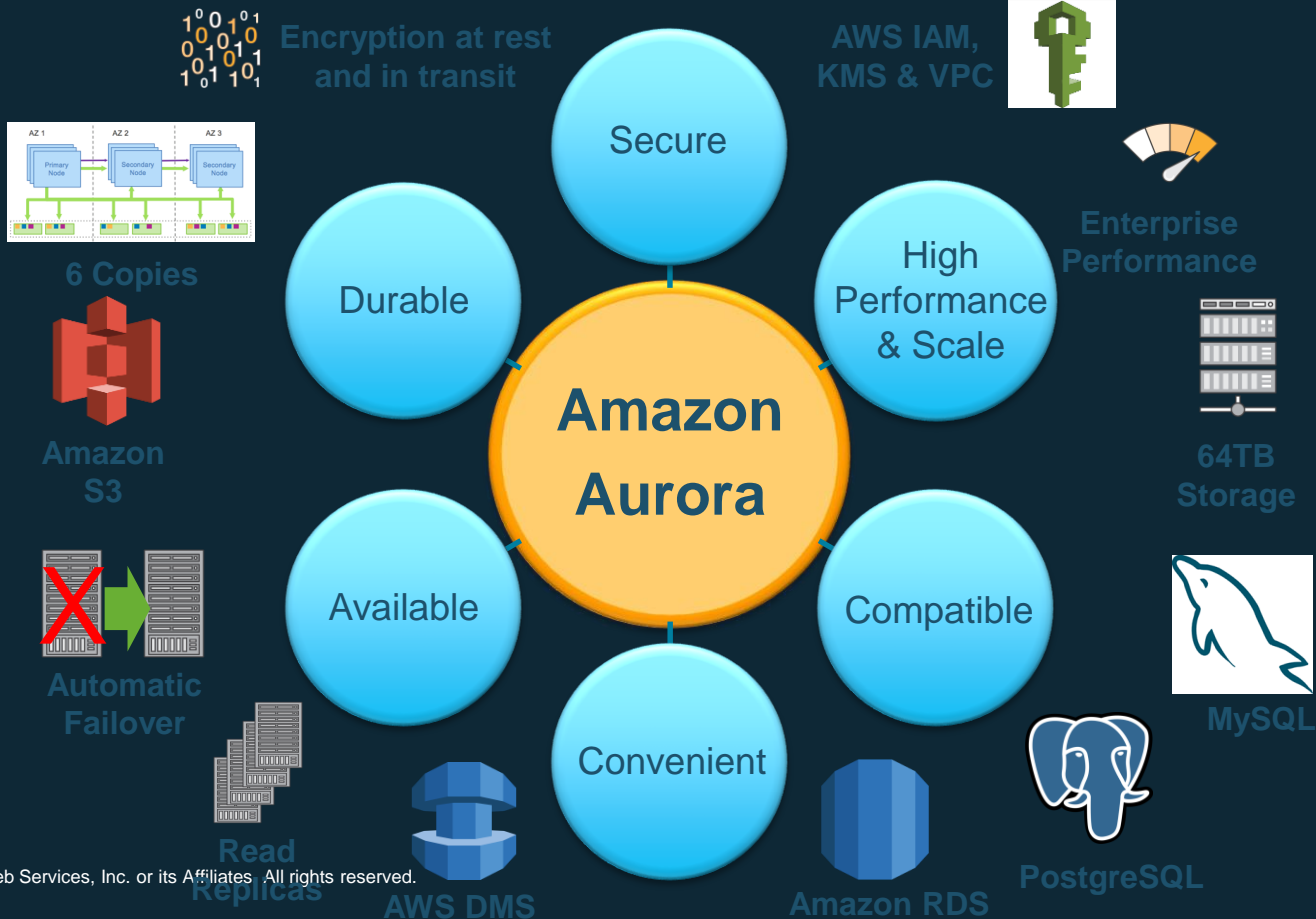 Encryption at rest
and in transit
AWS IAM,
KMS & VPC
Secure
AZ 1
AZ 2
AZ 3
Primary
Node
Secondary
Node
Secondary
Node
6 Copies
Durable
High
Performance
& Scale
Enterprise
Performance
Amazon
Aurora
Amazon
S3
64TB
Storage
Available
Compatible
Automatic
Failover
MySQL
Convenient
Read
Replicas
AWS DMS
Amazon RDS
PostgreSQL
eb Services, Inc. or its Affiliates. All rights reserved.